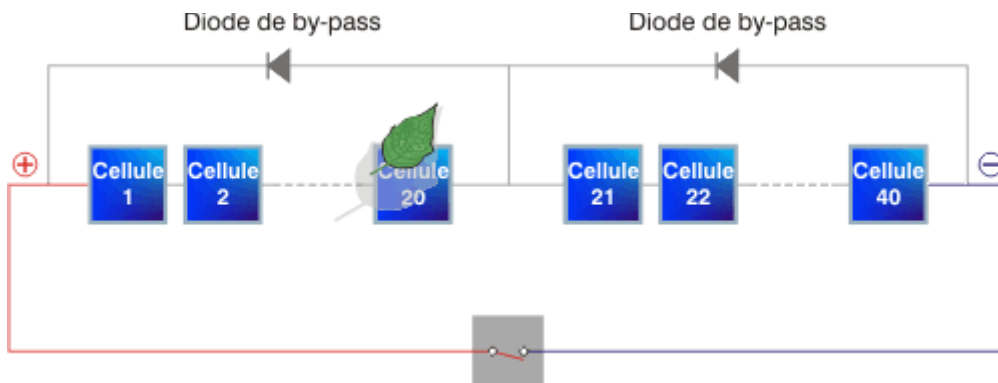 Diode de by-pass
Diode de by-pass
+
Cellule
1
Cellule
2
Cellule
20
Cellule
21
Cellule
22
Cellule
40
−